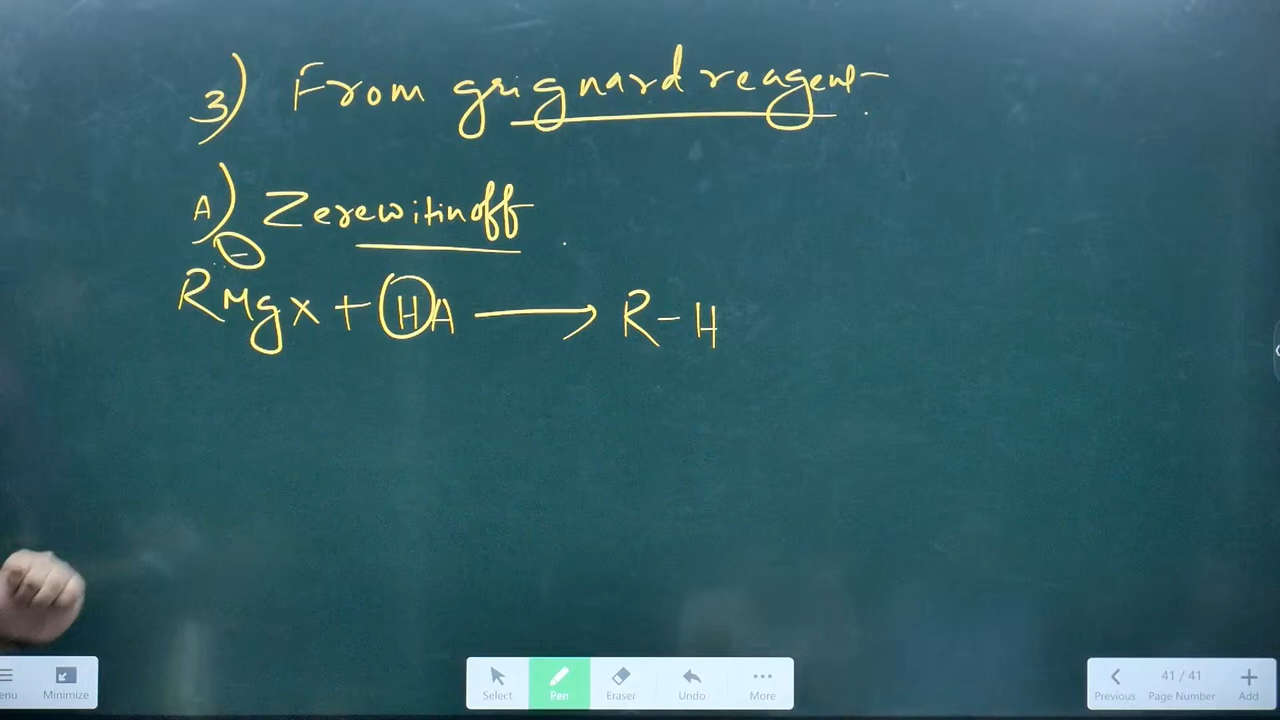 3) From grignard reagent
A) Zerewitinoff
⊖
RMgx + HA ⟶ R-H
enu
Minimize
Select
Pen
Eraser
Undo
More
Previous
41 / 41
Page Number
Add